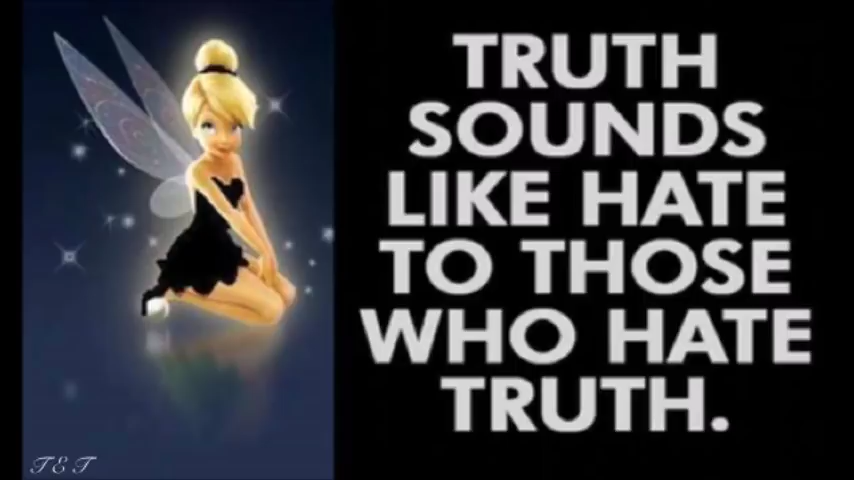 TRUTH
SOUNDS
LIKE HATE
TO THOSE
WHO HATE
TRUTH.
T&T